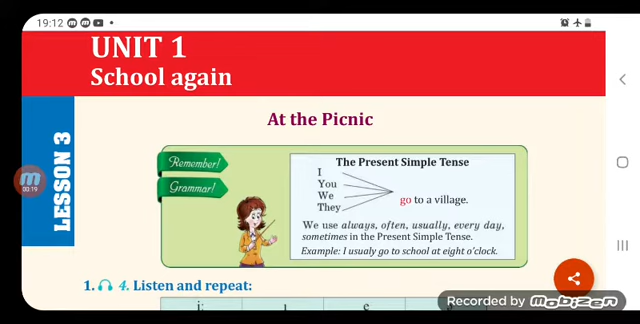 19:12
UNIT 1
School again
LESSON 3
00:19
At the Picnic
Remember!
Grammar!
The Present Simple Tense
I
You
We
They
go to a village.
We use always, often, usually, every day,
sometimes in the Present Simple Tense.
Example: I usualy go to school at eight o'clock.
1. 4. Listen and repeat:
i: ɪ e
Recorded by Mobizen